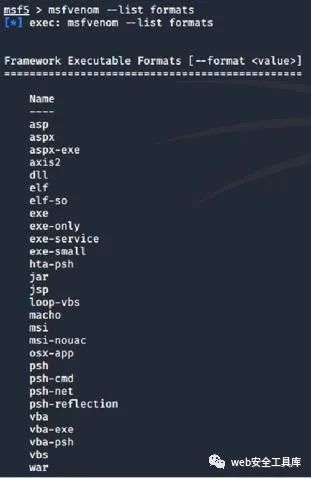 msf5 > msfvenom --list formats
[*] exec: msfvenom --list formats
Framework Executable Formats [--format <value>]
===============================================
Name
----
asp
aspx
aspx-exe
axis2
dll
elf
elf-so
exe
exe-only
exe-service
exe-small
hta-psh
jar
jsp
loop-vbs
macho
msi
msi-nouac
osx-app
psh
psh-cmd
psh-net
psh-reflection
vba
vba-exe
vba-psh
vbs
war
web安全工具库